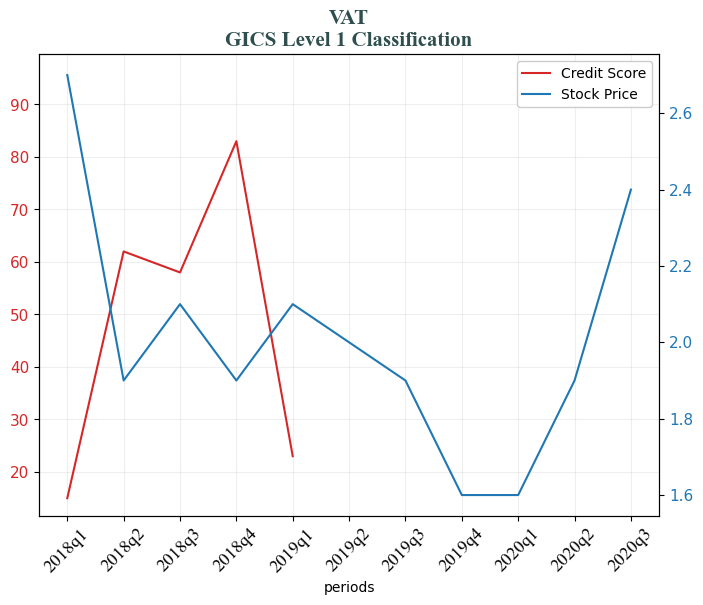 VAT
GICS Level 1 Classification
Credit Score
Stock Price
90
80
70
60
50
40
30
20
2.6
2.4
2.2
2.0
1.8
1.6
2018q1
2018q2
2018q3
2018q4
2019q1
2019q2
2019q3
2019q4
2020q1
2020q2
2020q3
periods